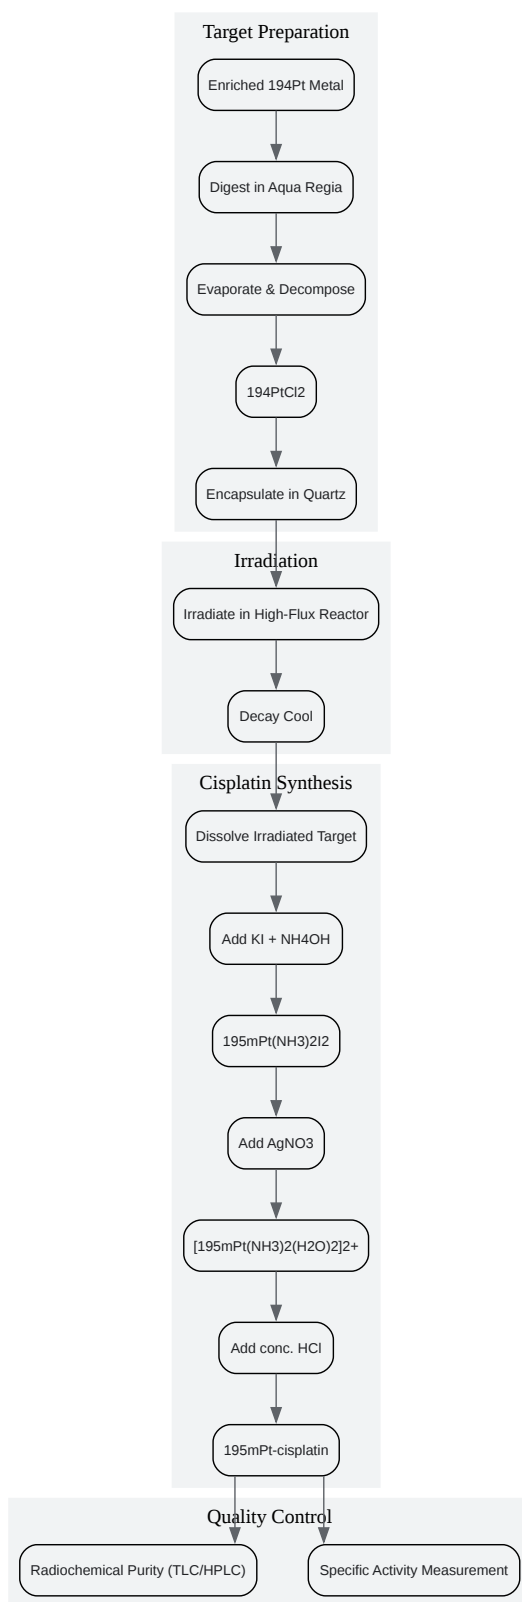 Target Preparation
Enriched 194Pt Metal
Digest in Aqua Regia
Evaporate & Decompose
194PtCl2
Encapsulate in Quartz
Irradiation
Irradiate in High-Flux Reactor
Decay Cool
Cisplatin Synthesis
Dissolve Irradiated Target
Add KI + NH4OH
195mPt(NH3)2I2
Add AgNO3
[195mPt(NH3)2(H2O)2]2+
Add conc. HCl
195mPt-cisplatin
Quality Control
Radiochemical Purity (TLC/HPLC)
Specific Activity Measurement